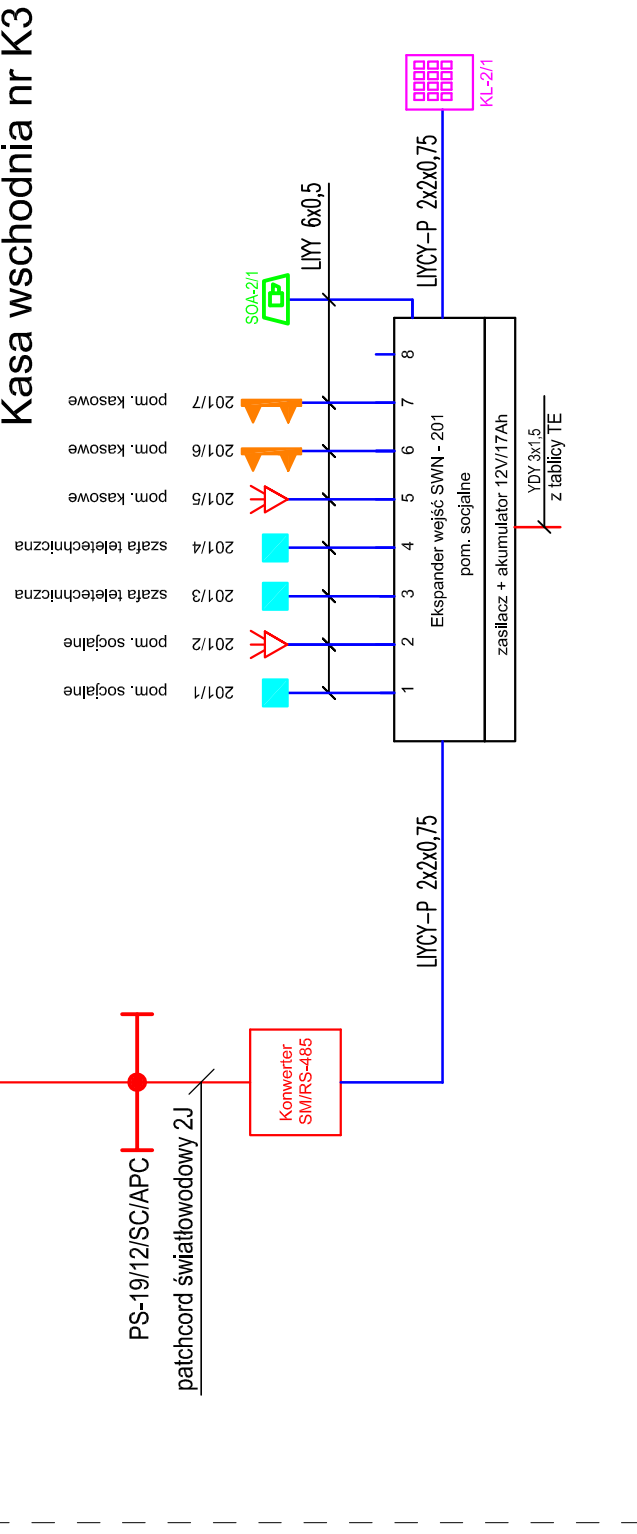 Kasa wschodnia nr K3
KL-2/1
LIYCY-P 2x2x0,75
LIYY 6x0,5
SOA-2/1
201/7 pom. kasowe
201/6 pom. kasowe
201/5 pom. kasowe
201/4 szafa teletechniczna
201/3 szafa teletechniczna
201/2 pom. socjalne
201/1 pom. socjalne
1
2
3
4
5
6
7
8
Ekspander wejść SWN - 201
pom. socjalne
zasilacz + akumulator 12V/17Ah
YDY 3x1,5
z tablicy TE
LIYCY-P 2x2x0,75
Konwerter
SM/RS-485
PS-19/12/SC/APC
patchcord światłowodowy 2J